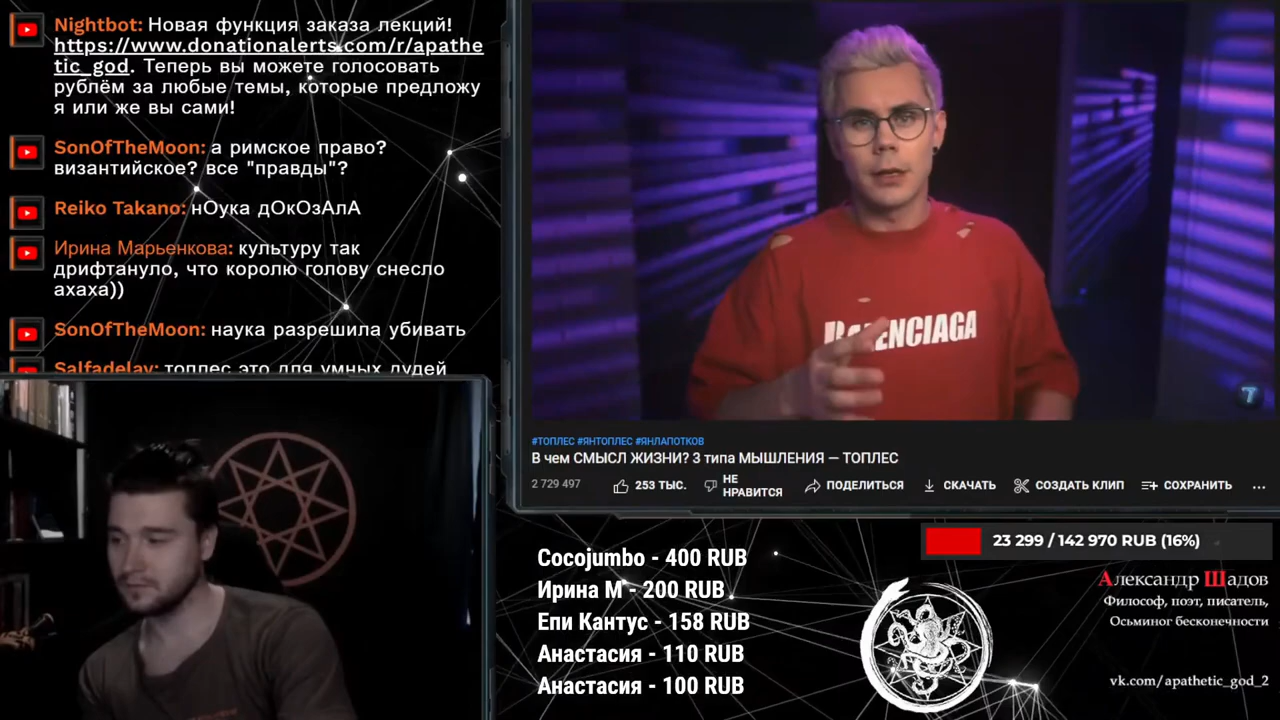 Nightbot: Новая функция заказа лекций!
https://www.donationalerts.com/r/apathe
tic_god. Теперь вы можете голосовать
рублём за любые темы, которые предложу
я или же вы сами!
SonOfTheMoon: а римское право?
византийское? все "правды"?
Reiko Takano: нОука дОкОзАлА
Ирина Марьенкова: культуру так
дрифтануло, что королю голову снесло
ахаха))
SonOfTheMoon: наука разрешила убивать
Salfadelay: топлес это для умных лудей
BALENCIAGA
#ТОПЛЕС #ЯНТОПЛЕС #ЯНЛАПОТКОВ
В чем СМЫСЛ ЖИЗНИ? 3 типа МЫШЛЕНИЯ — ТОПЛЕС
2 729 497
253 ТЫС.
НЕ
НРАВИТСЯ
ПОДЕЛИТЬСЯ
СКАЧАТЬ
СОЗДАТЬ КЛИП
СОХРАНИТЬ
...
23 299 / 142 970 RUB (16%)
Cocojumbo - 400 RUB
Ирина М - 200 RUB
Епи Кантус - 158 RUB
Анастасия - 110 RUB
Анастасия - 100 RUB
Александр Шадов
Философ, поэт, писатель,
Осьминог бесконечности
vk.com/apathetic_god_2